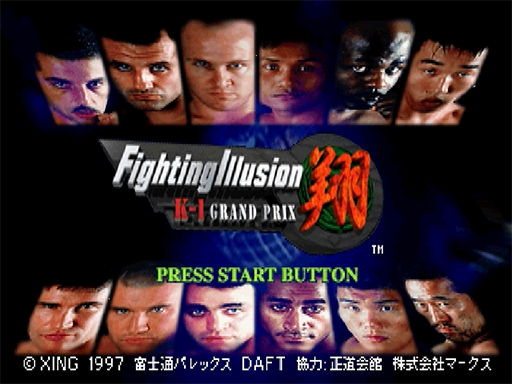 Fighting Illusion
K-1 GRAND PRIX
翔
TM
PRESS START BUTTON
© XING 1997 富士通パレックス DAFT 協力:正道会館 株式会社マークス